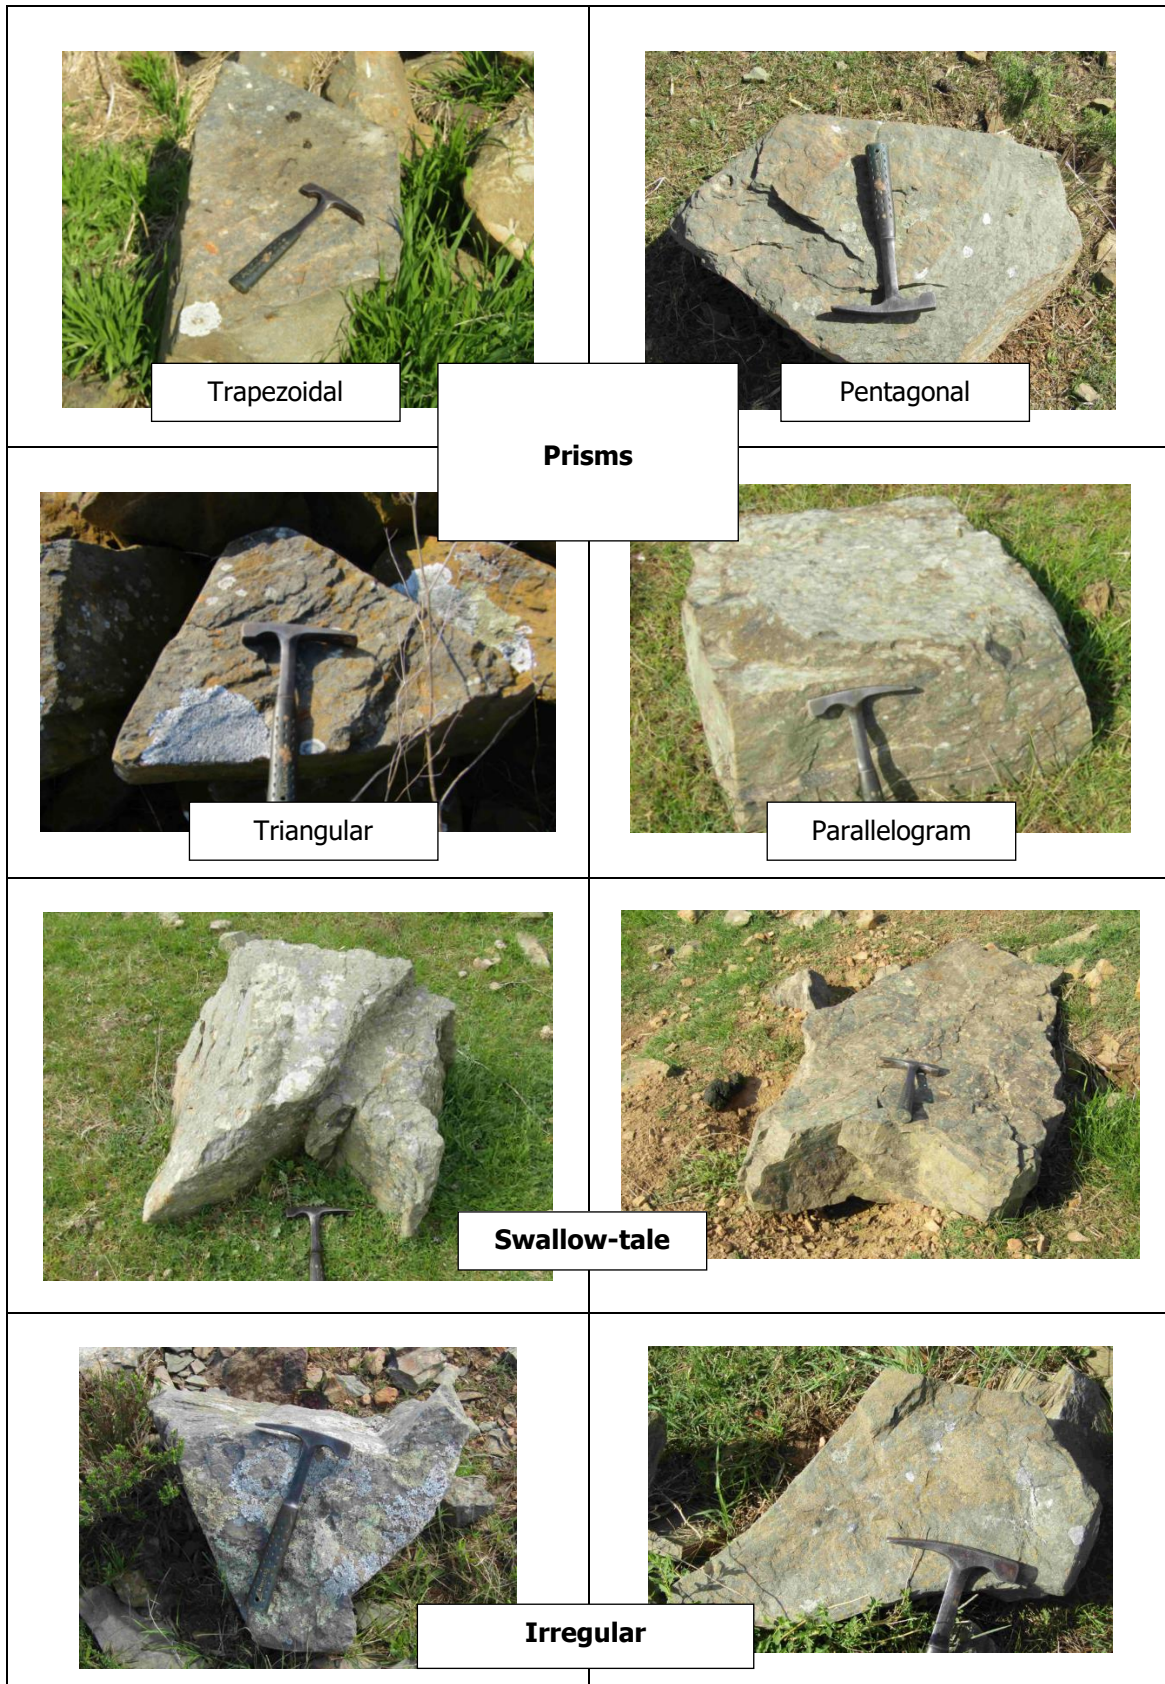 Trapezoidal
Pentagonal
Prisms
Triangular
Parallelogram
Swallow-tale
Irregular